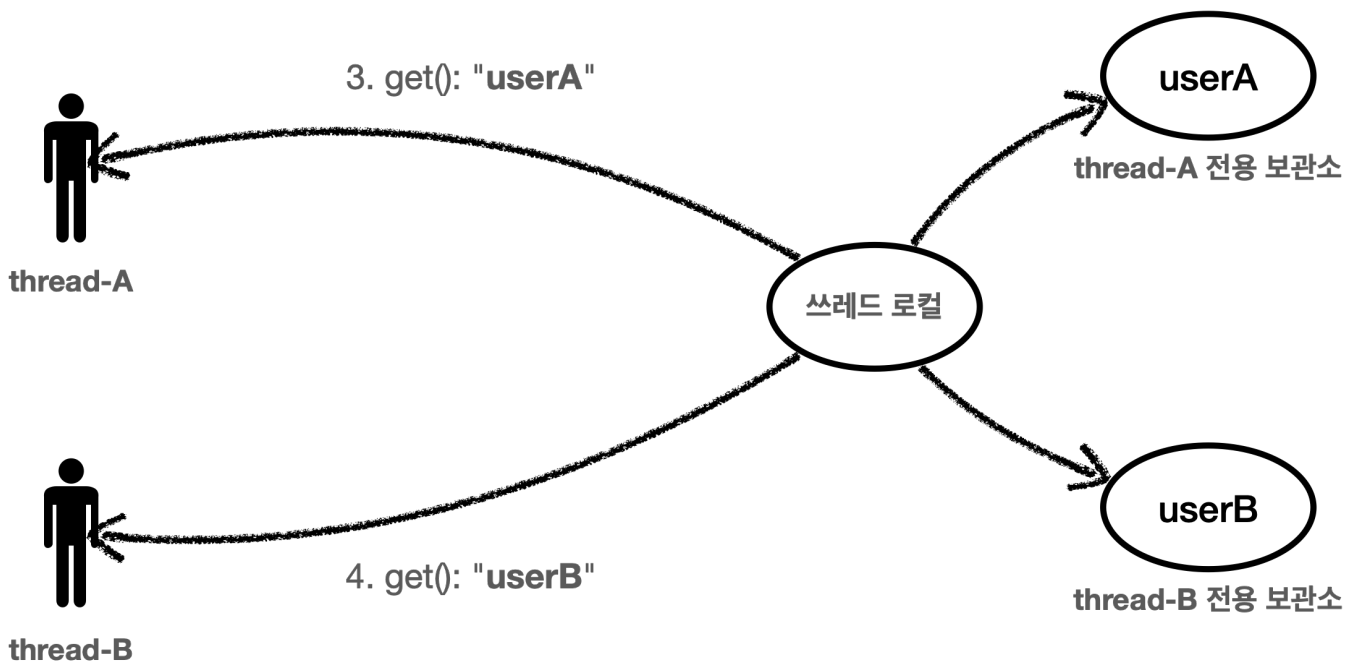 3. get(): "userA"
userA
thread-A 전용 보관소
thread-A
쓰레드 로컬
userB
4. get(): "userB"
thread-B 전용 보관소
thread-B